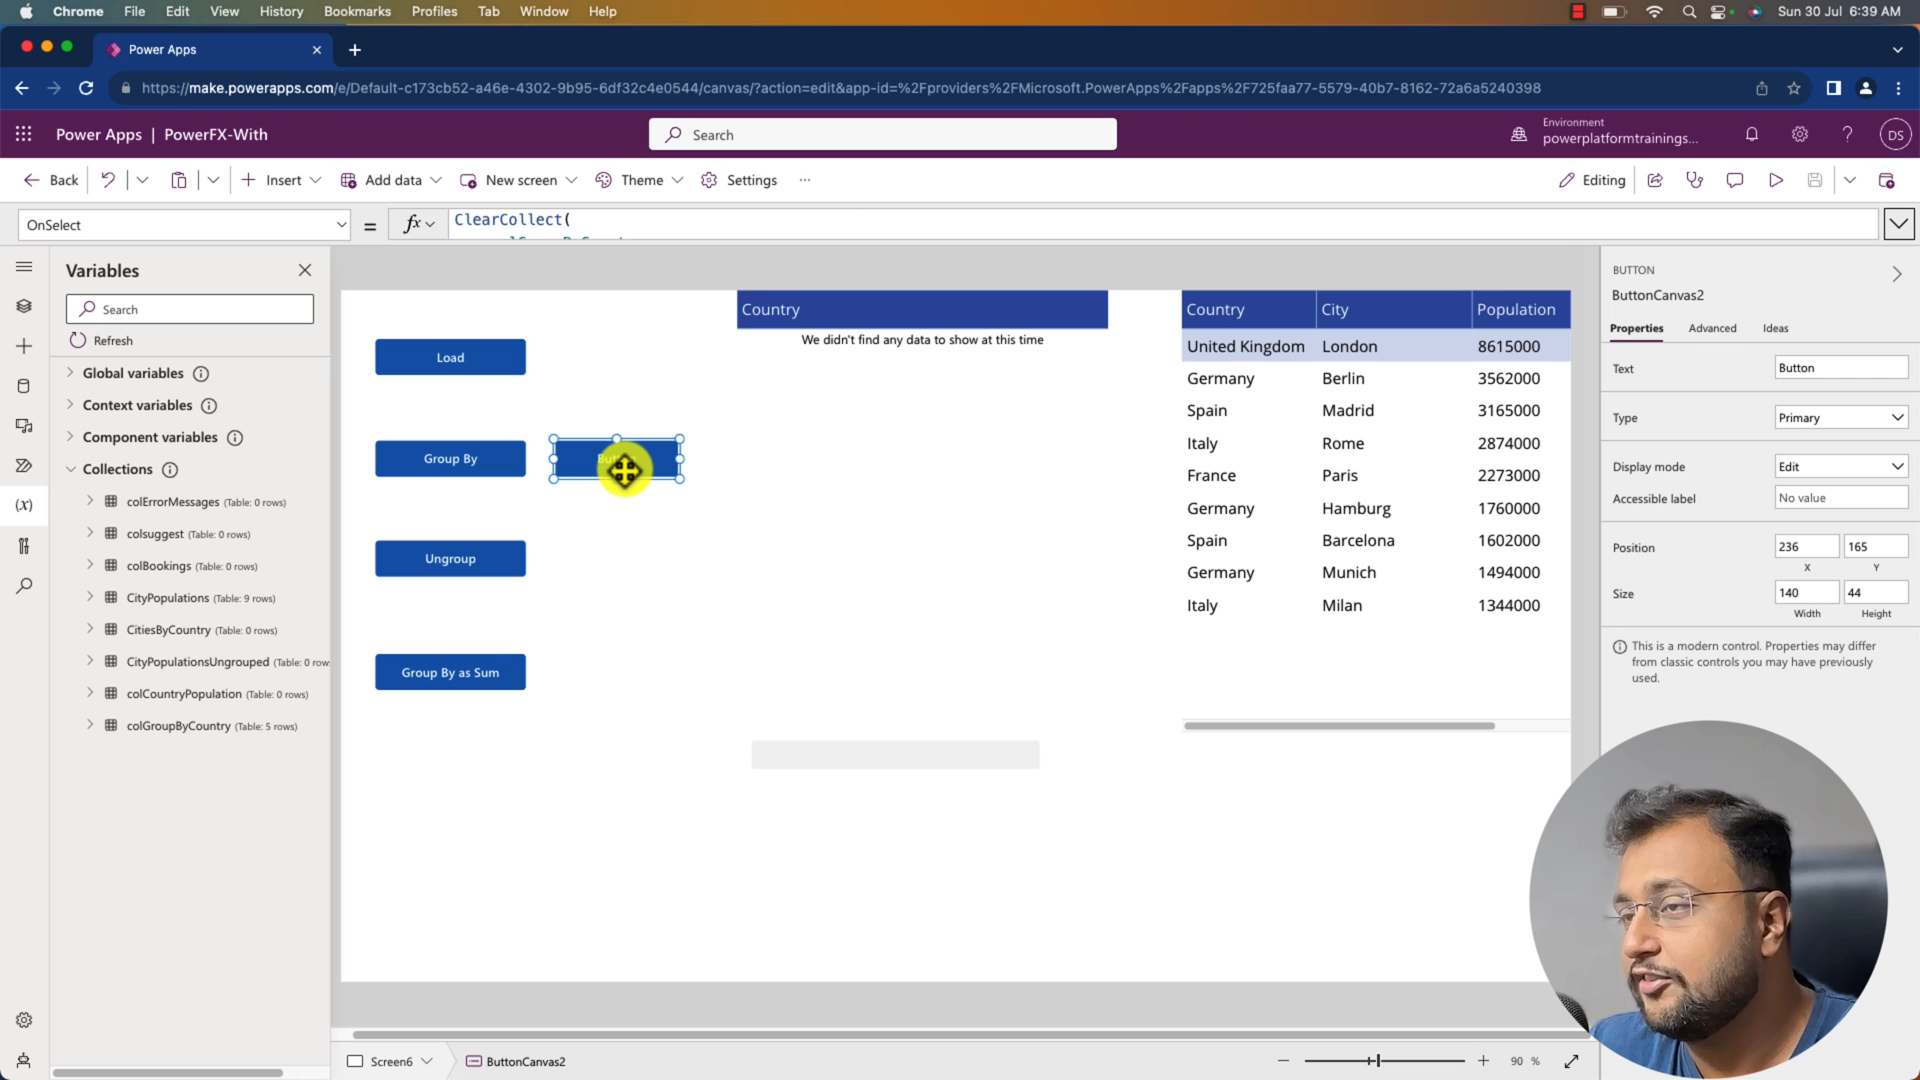 Chrome File Edit View History Bookmarks Profiles Tab Window Help Sun 30 Jul 6:39 AM
Power Apps
https://make.powerapps.com/e/Default-c173cb52-a46e-4302-9b95-6df32c4e0544/canvas/?action=edit&app-id=%2Fproviders%2FMicrosoft.PowerApps%2Fapps%2F725faa77-5579-40b7-8162-72a6a5240398
Power Apps | PowerFX-With
Search
Environment
powerplatformtrainings...
DS
Back Insert Add data New screen Theme Settings ... Editing
OnSelect = fx ClearCollect(
Variables
Search
Refresh
Global variables
Context variables
Component variables
Collections
colErrorMessages (Table: 0 rows)
colsuggest (Table: 0 rows)
colBookings (Table: 0 rows)
CityPopulations (Table: 9 rows)
CitiesByCountry (Table: 0 rows)
CityPopulationsUngrouped (Table: 0 row
colCountryPopulation (Table: 0 rows)
colGroupByCountry (Table: 5 rows)
Load
Group By
Ungroup
Group By as Sum
Country
We didn't find any data to show at this time
Country City Population
United Kingdom London 8615000
Germany Berlin 3562000
Spain Madrid 3165000
Italy Rome 2874000
France Paris 2273000
Germany Hamburg 1760000
Spain Barcelona 1602000
Germany Munich 1494000
Italy Milan 1344000
BUTTON
ButtonCanvas2
Properties Advanced Ideas
Text Button
Type Primary
Display mode Edit
Accessible label No value
Position 236 165
X Y
Size 140 44
Width Height
This is a modern control. Properties may differ
from classic controls you may have previously
used.
Screen6 ButtonCanvas2
90 %